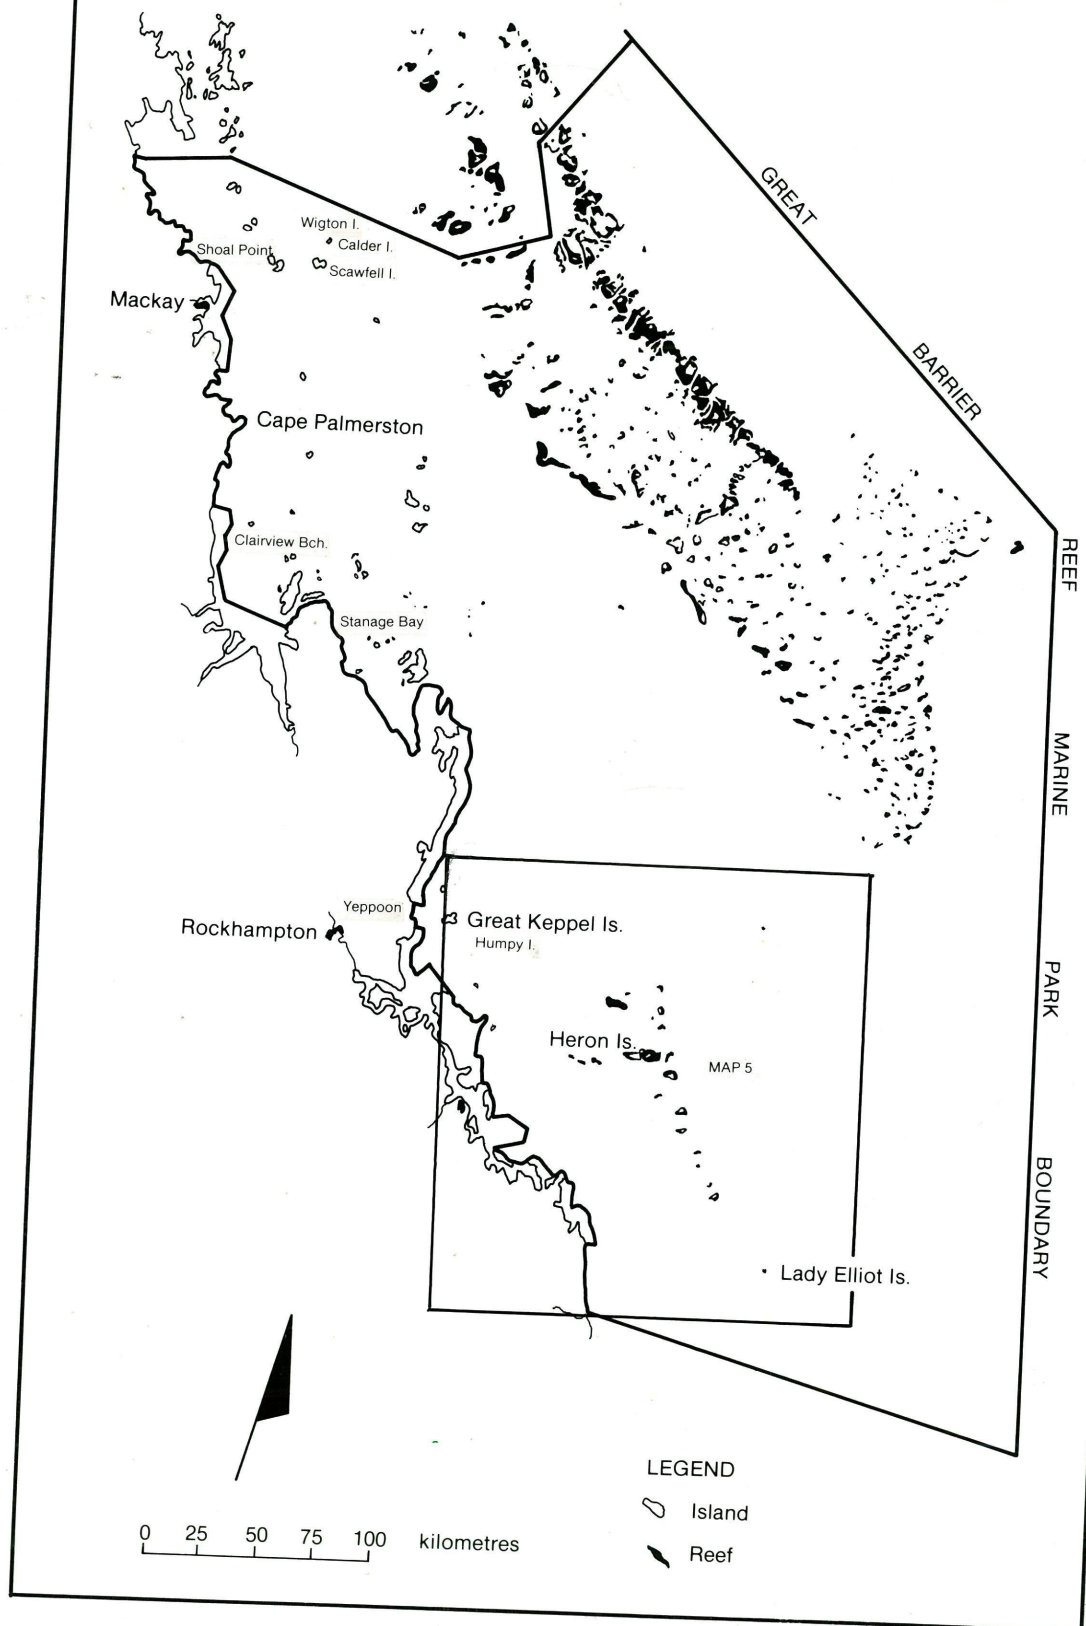 GREAT
BARRIER
REEF
MARINE
PARK
BOUNDARY
Wigton I.
Calder I.
Shoal Point
Scawfell I.
Mackay
Cape Palmerston
Clairview Bch.
Stanage Bay
Yeppoon
Rockhampton
Great Keppel Is.
Humpy I.
Heron Is.
MAP 5
Lady Elliot Is.
LEGEND
Island
Reef
0 25 50 75 100 kilometres